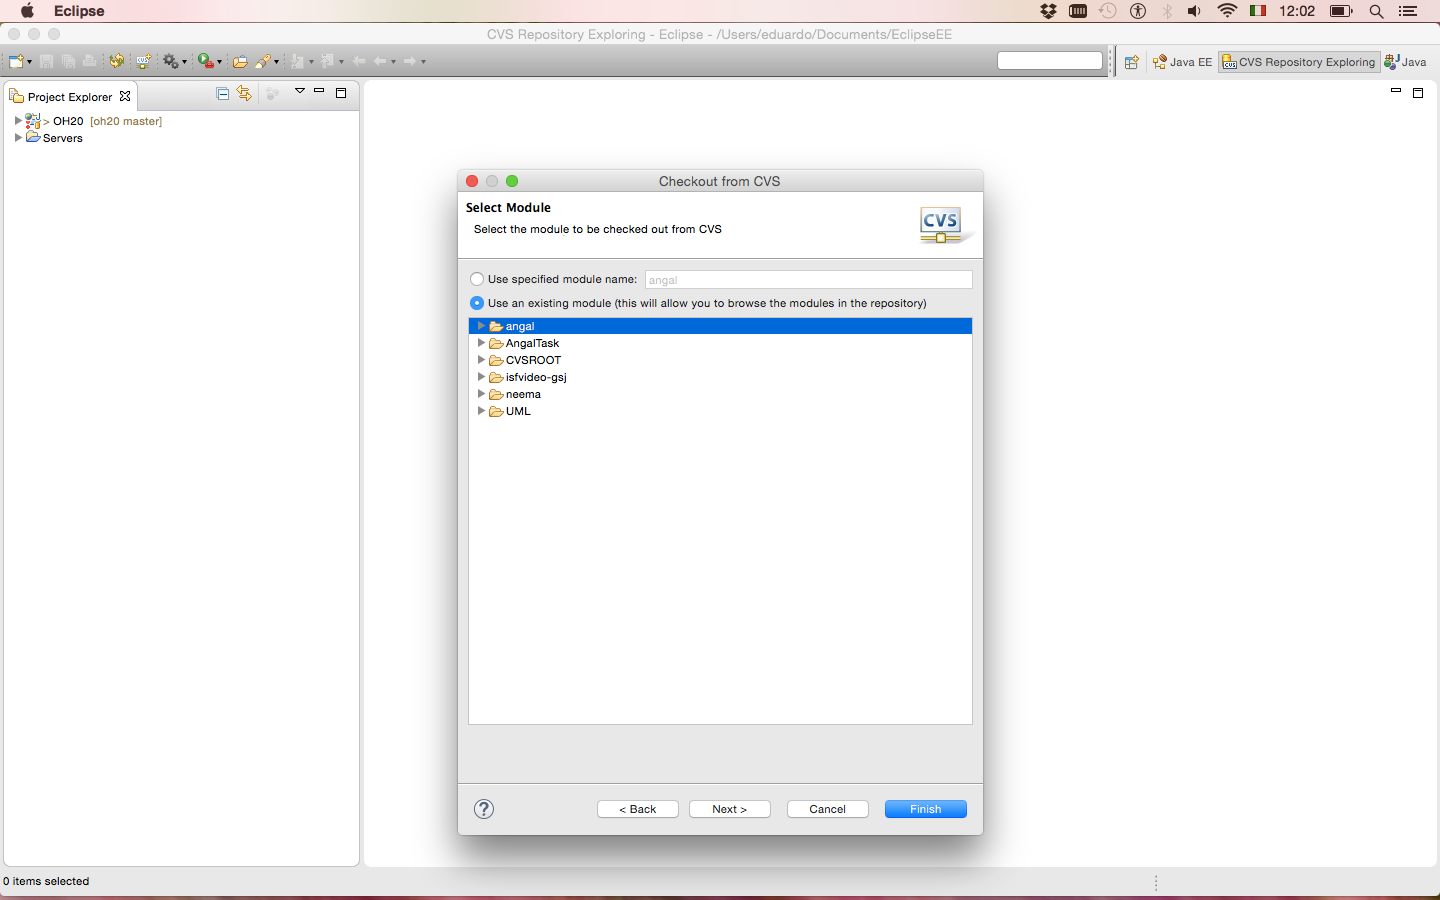 Eclipse 12:02
CVS Repository Exploring - Eclipse - /Users/eduardo/Documents/EclipseEE
Java EE CVS Repository Exploring Java
Project Explorer
> OH20 [oh20 master]
Servers
Checkout from CVS
Select Module
Select the module to be checked out from CVS
CVS
Use specified module name: angal
Use an existing module (this will allow you to browse the modules in the repository)
angal
AngalTask
CVSROOT
isfvideo-gsj
neema
UML
? < Back Next > Cancel Finish
0 items selected